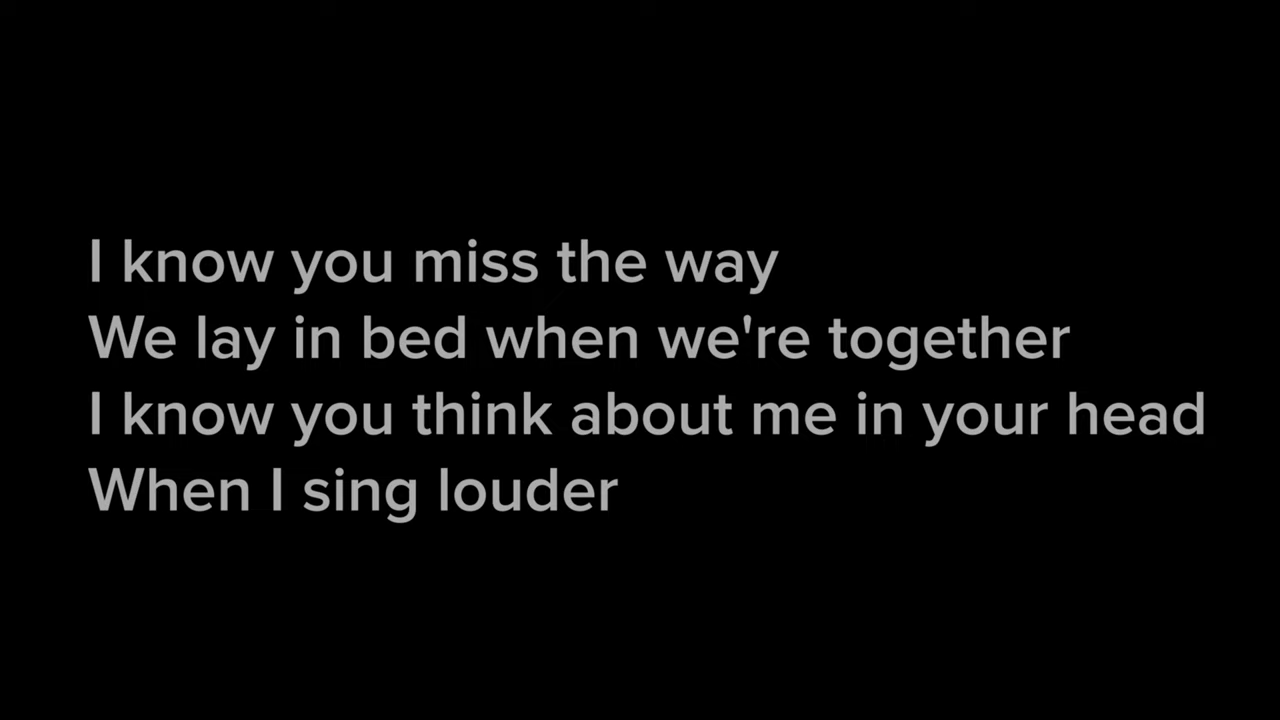 I know you miss the way
We lay in bed when we're together
I know you think about me in your head
When I sing louder